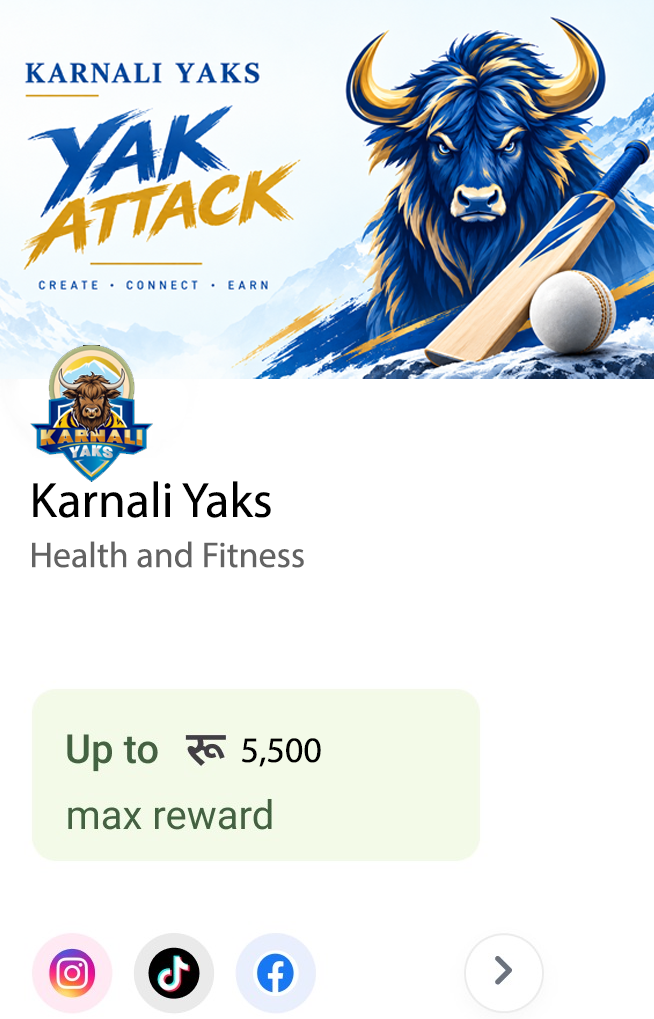 KARNALI YAKS
YAK
ATTACK
CREATE • CONNECT • EARN
KARNALI
YAKS
Karnali Yaks
Health and Fitness
Up to रू 5,500
max reward